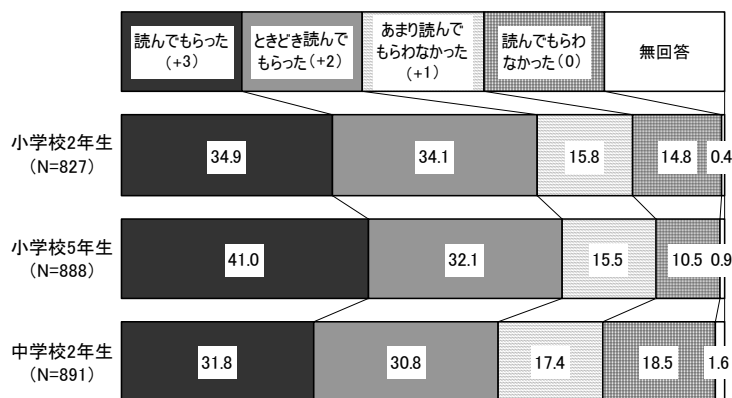 読んでもらった
(+3)
ときどき読んで
もらった(+2)
あまり読んで
もらわなかった
(+1)
読んでもらわ
なかった(0)
無回答
小学校2年生
(N=827)
34.9
34.1
15.8
14.8
0.4
小学校5年生
(N=888)
41.0
32.1
15.5
10.5
0.9
中学校2年生
(N=891)
31.8
30.8
17.4
18.5
1.6